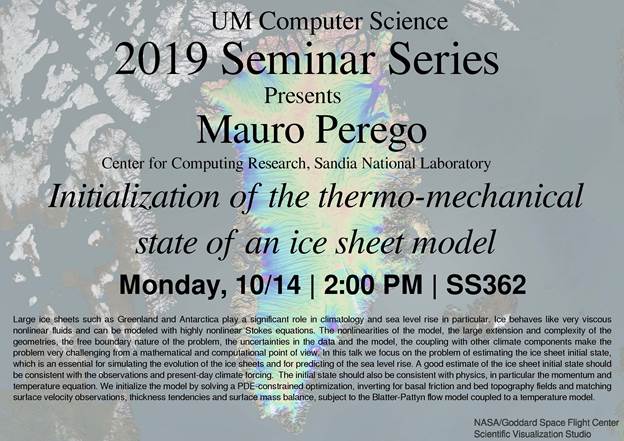 UM Computer Science
2019 Seminar Series
Presents
Mauro Perego
Center for Computing Research, Sandia National Laboratory
Initialization of the thermo-mechanical
state of an ice sheet model
Monday, 10/14 | 2:00 PM | SS362
Large ice sheets such as Greenland and Antarctica play a significant role in climatology and sea level rise in particular. Ice behaves like very viscous
nonlinear fluids and can be modeled with highly nonlinear Stokes equations. The nonlinearities of the model, the large extension and complexity of the
geometries, the free boundary nature of the problem, the uncertainties in the data and the model, the coupling with other climate components make the
problem very challenging from a mathematical and computational point of view. In this talk we focus on the problem of estimating the ice sheet initial state,
which is an essential for simulating the evolution of the ice sheets and for predicting of the sea level rise. A good estimate of the ice sheet initial state should
be consistent with the observations and present-day climate forcing. The initial state should also be consistent with physics, in particular the momentum and
temperature equation. We initialize the model by solving a PDE-constrained optimization, inverting for basal friction and bed topography fields and matching
surface velocity observations, thickness tendencies and surface mass balance, subject to the Blatter-Pattyn flow model coupled to a temperature model.
NASA/Goddard Space Flight Center
Scientific Visualization Studio